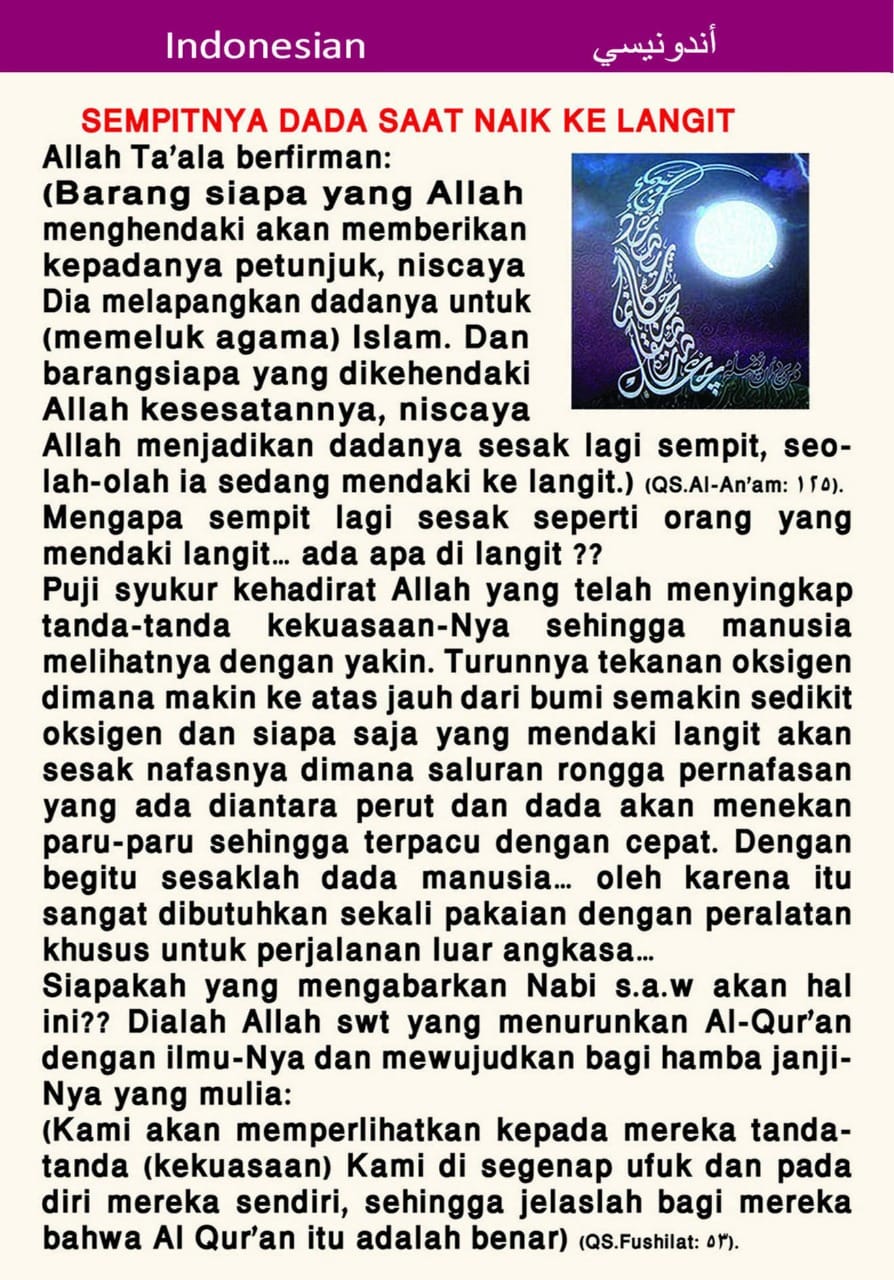 Indonesian
أندونيسي
SEMPITNYA DADA SAAT NAIK KE LANGIT
Allah Ta’ala berfirman:
(Barang siapa yang Allah
menghendaki akan memberikan
kepadanya petunjuk, niscaya
Dia melapangkan dadanya untuk
(memeluk agama) Islam. Dan
barangsiapa yang dikehendaki
Allah kesesatannya, niscaya
Allah menjadikan dadanya sesak lagi sempit, seo-
lah-olah ia sedang mendaki ke langit.) (QS.Al-An’am: ١٢٥).
Mengapa sempit lagi sesak seperti orang yang
mendaki langit... ada apa di langit ??
Puji syukur kehadirat Allah yang telah menyingkap
tanda-tanda kekuasaan-Nya sehingga manusia
melihatnya dengan yakin. Turunnya tekanan oksigen
dimana makin ke atas jauh dari bumi semakin sedikit
oksigen dan siapa saja yang mendaki langit akan
sesak nafasnya dimana saluran rongga pernafasan
yang ada diantara perut dan dada akan menekan
paru-paru sehingga terpacu dengan cepat. Dengan
begitu sesaklah dada manusia... oleh karena itu
sangat dibutuhkan sekali pakaian dengan peralatan
khusus untuk perjalanan luar angkasa...
Siapakah yang mengabarkan Nabi s.a.w akan hal
ini?? Dialah Allah swt yang menurunkan Al-Qur’an
dengan ilmu-Nya dan mewujudkan bagi hamba janji-
Nya yang mulia:
(Kami akan memperlihatkan kepada mereka tanda-
tanda (kekuasaan) Kami di segenap ufuk dan pada
diri mereka sendiri, sehingga jelaslah bagi mereka
bahwa Al Qur’an itu adalah benar) (QS.Fushilat: ٥٣).